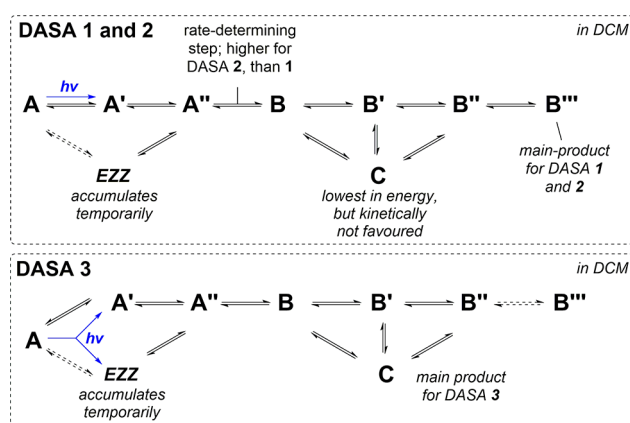 DASA 1 and 2
rate-determining
step; higher for
DASA 2, than 1
in DCM
hν
A A' A'' B B' B'' B'''
EZZ
accumulates
temporarily
C
lowest in energy,
but kinetically
not favoured
main-product
for DASA 1
and 2
DASA 3
in DCM
A' A'' B B' B'' B'''
A
hν
EZZ
accumulates
temporarily
C
main product
for DASA 3